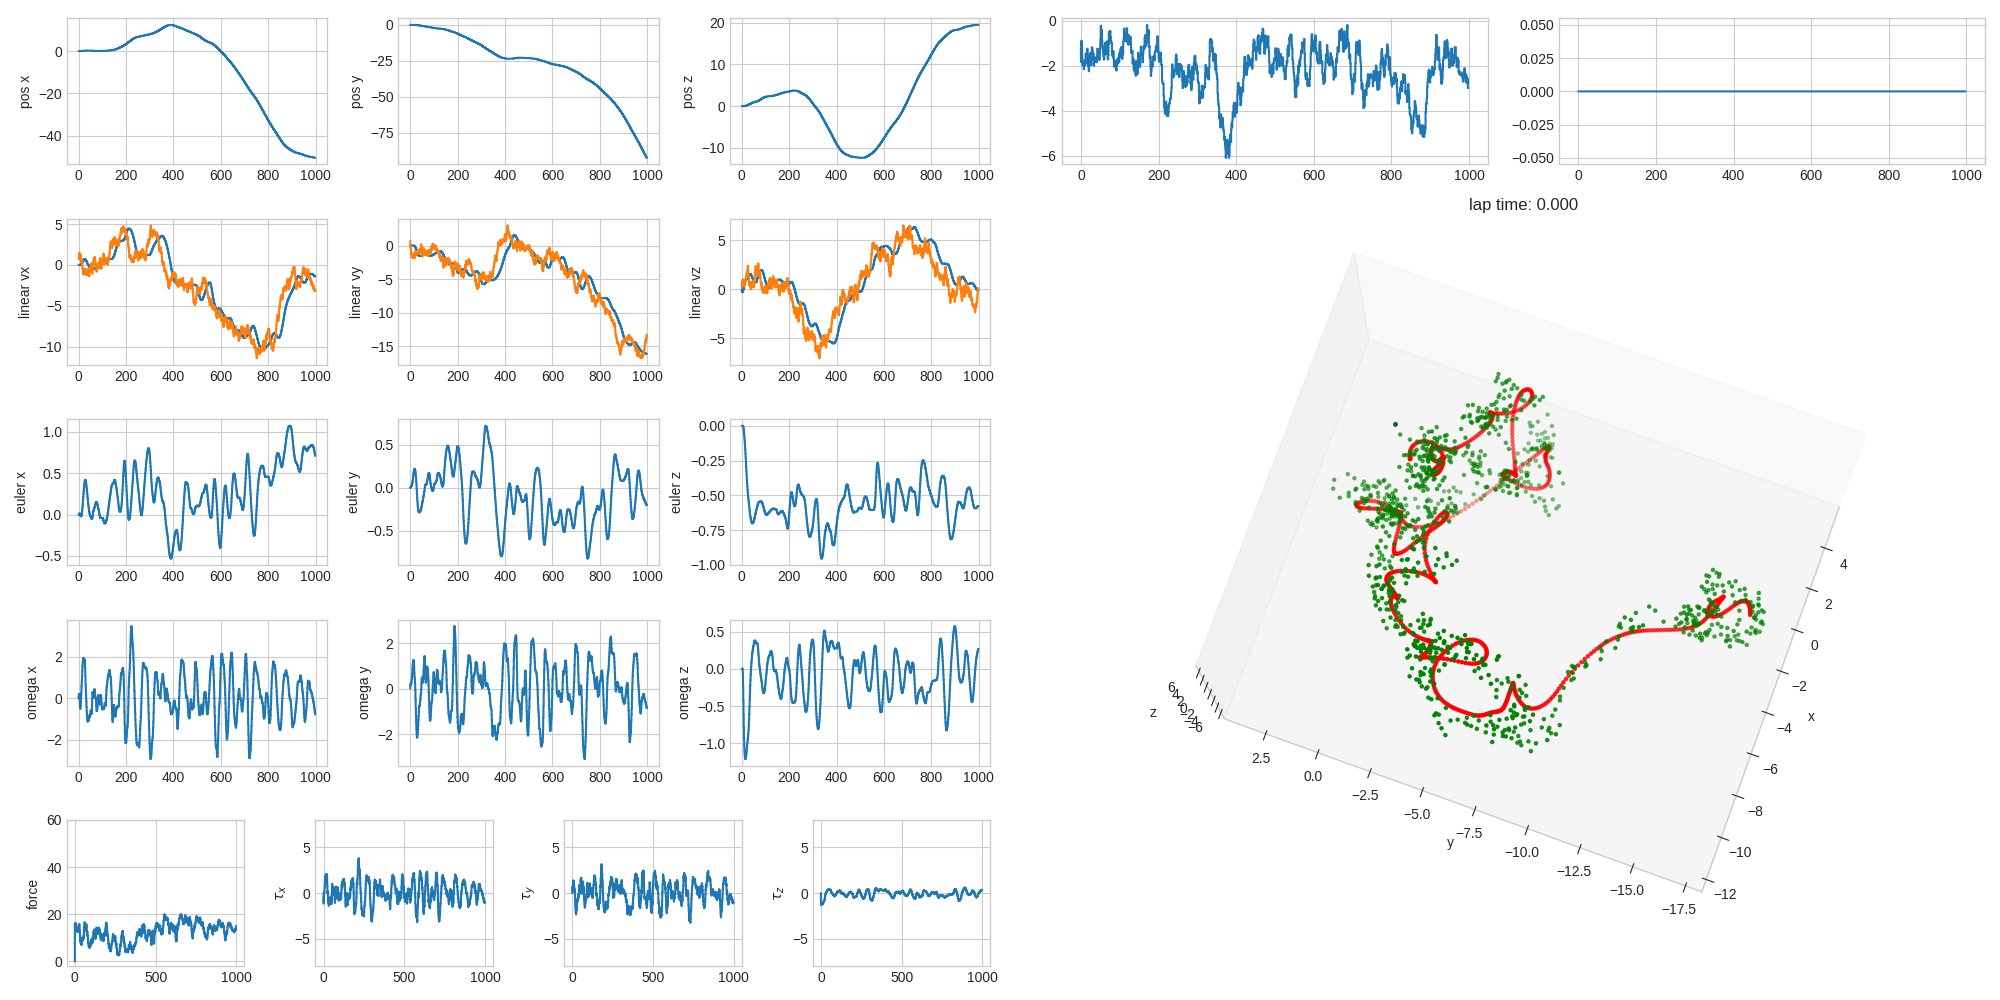 0
−20
−40
pos x
0 200 400 600 800 1000
0
−25
−50
−75
pos y
0 200 400 600 800 1000
20
10
0
−10
pos z
0 200 400 600 800 1000
0
−2
−4
−6
0 200 400 600 800 1000
0.050
0.025
0.000
−0.025
−0.050
0 200 400 600 800 1000
lap time: 0.000
5
0
−5
−10
linear vx
0 200 400 600 800 1000
0
−5
−10
−15
linear vy
0 200 400 600 800 1000
5
0
−5
linear vz
0 200 400 600 800 1000
1.0
0.5
0.0
−0.5
euler x
0 200 400 600 800 1000
0.5
0.0
−0.5
euler y
0 200 400 600 800 1000
0.00
−0.25
−0.50
−0.75
−1.00
euler z
0 200 400 600 800 1000
2
0
−2
omega x
0 200 400 600 800 1000
2
0
−2
omega y
0 200 400 600 800 1000
0.5
0.0
−0.5
−1.0
omega z
0 200 400 600 800 1000
60
40
20
0
force
0 500 1000
5
0
−5
τx
0 500 1000
5
0
−5
τy
0 500 1000
5
0
−5
τz
0 500 1000
6
4
2
0
−2
−4
−6
z
2.5
0.0
−2.5
−5.0
−7.5
−10.0
−12.5
−15.0
−17.5
y
4
2
0
−2
−4
−6
−8
−10
−12
x